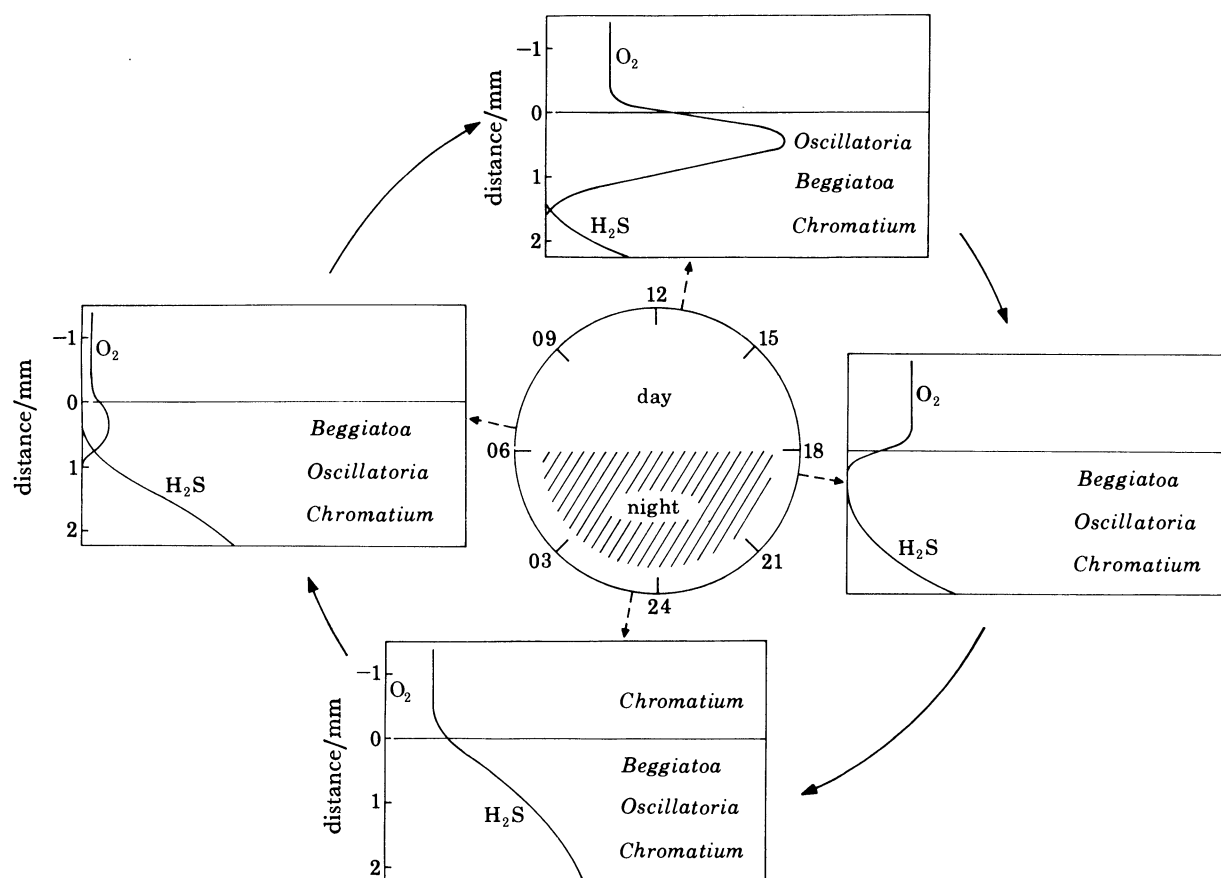 −1
O₂
0
distance/mm
Oscillatoria
1
Beggiatoa
H₂S
Chromatium
2
−1
O₂
0
distance/mm
Beggiatoa
1
Oscillatoria
H₂S
Chromatium
2
12
09
15
day
06
18
night
03
21
24
O₂
Beggiatoa
Oscillatoria
H₂S
Chromatium
−1
O₂
Chromatium
0
distance/mm
Beggiatoa
1
Oscillatoria
H₂S
Chromatium
2